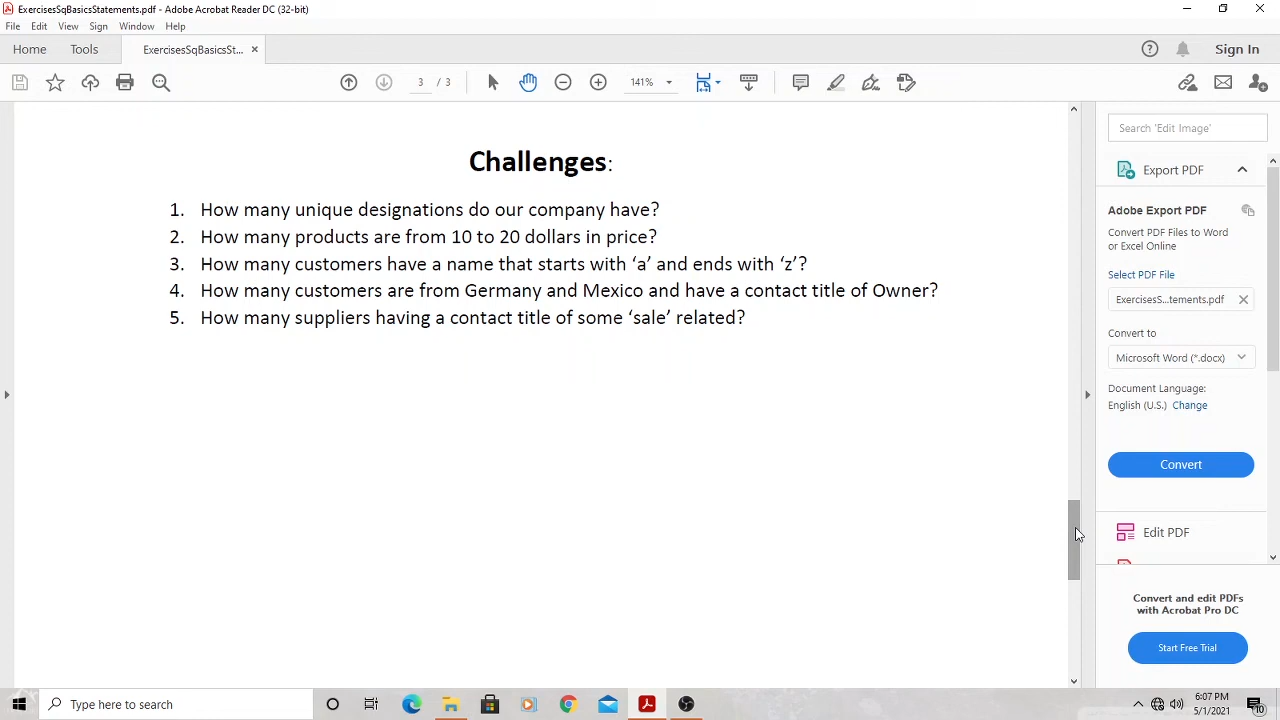 ExercisesSqBasicsStatements.pdf - Adobe Acrobat Reader DC (32-bit)
File Edit View Sign Window Help
Home Tools ExercisesSqBasicsSt... × Sign In
3 / 3 141%
Challenges:
1. How many unique designations do our company have?
2. How many products are from 10 to 20 dollars in price?
3. How many customers have a name that starts with ‘a’ and ends with ‘z’?
4. How many customers are from Germany and Mexico and have a contact title of Owner?
5. How many suppliers having a contact title of some ‘sale’ related?
Search 'Edit Image'
Export PDF
Adobe Export PDF
Convert PDF Files to Word
or Excel Online
Select PDF File
ExercisesS...tements.pdf
Convert to
Microsoft Word (*.docx)
Document Language:
English (U.S.) Change
Convert
Edit PDF
Convert and edit PDFs
with Acrobat Pro DC
Start Free Trial
Type here to search
6:07 PM
5/1/2021
10